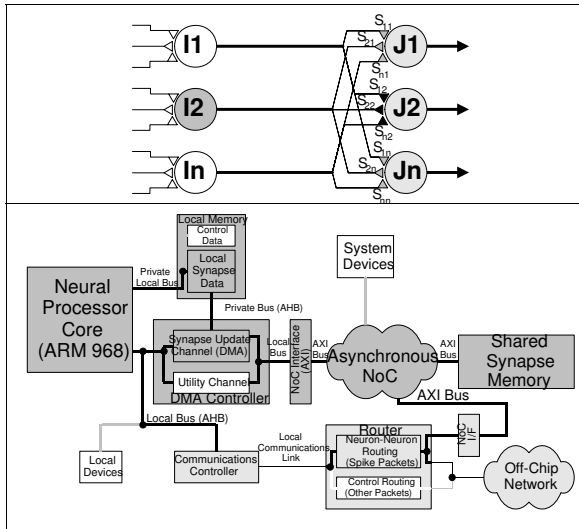 I1
I2
In
S11
S21
Sn1
S12
S22
Sn2
S1n
S2n
Snn
J1
J2
Jn
Local Memory
Control
Data
Local
Synapse
Data
System
Devices
Neural
Processor
Core
(ARM 968)
Private
Local Bus
Private Bus (AHB)
Synapse Update
Channel (DMA)
Utility Channel
DMA Controller
Local
Bus
NoC Interface
(AXI)
AXI
Bus
Asynchronous
NoC
AXI
Bus
Shared
Synapse
Memory
AXI Bus
Local Bus (AHB)
Local Devices
Communications
Controller
Local
Communications
Link
Router
Neuron-Neuron
Routing
(Spike Packets)
Control Routing
(Other Packets)
NoC
I/F
Off-Chip
Network